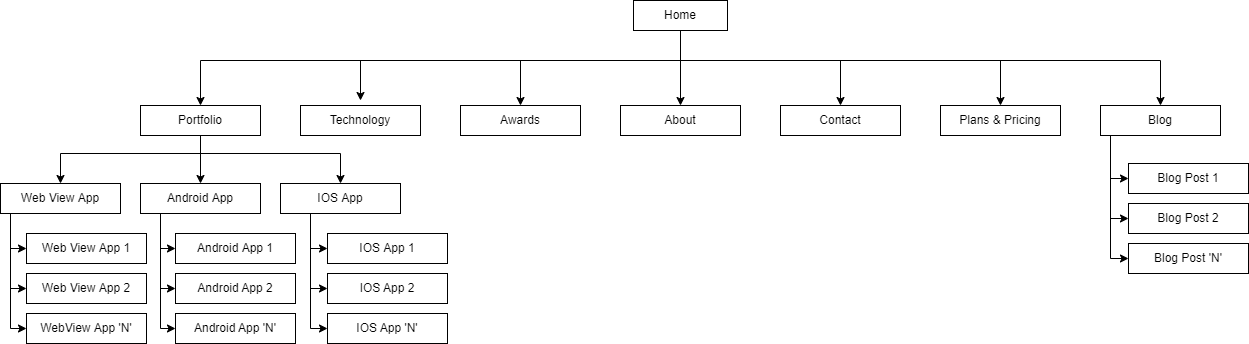 Home
Portfolio
Technology
Awards
About
Contact
Plans & Pricing
Blog
Web View App
Android App
IOS App
Web View App 1
Android App 1
IOS App 1
Web View App 2
Android App 2
IOS App 2
WebView App 'N'
Android App 'N'
IOS App 'N'
Blog Post 1
Blog Post 2
Blog Post 'N'